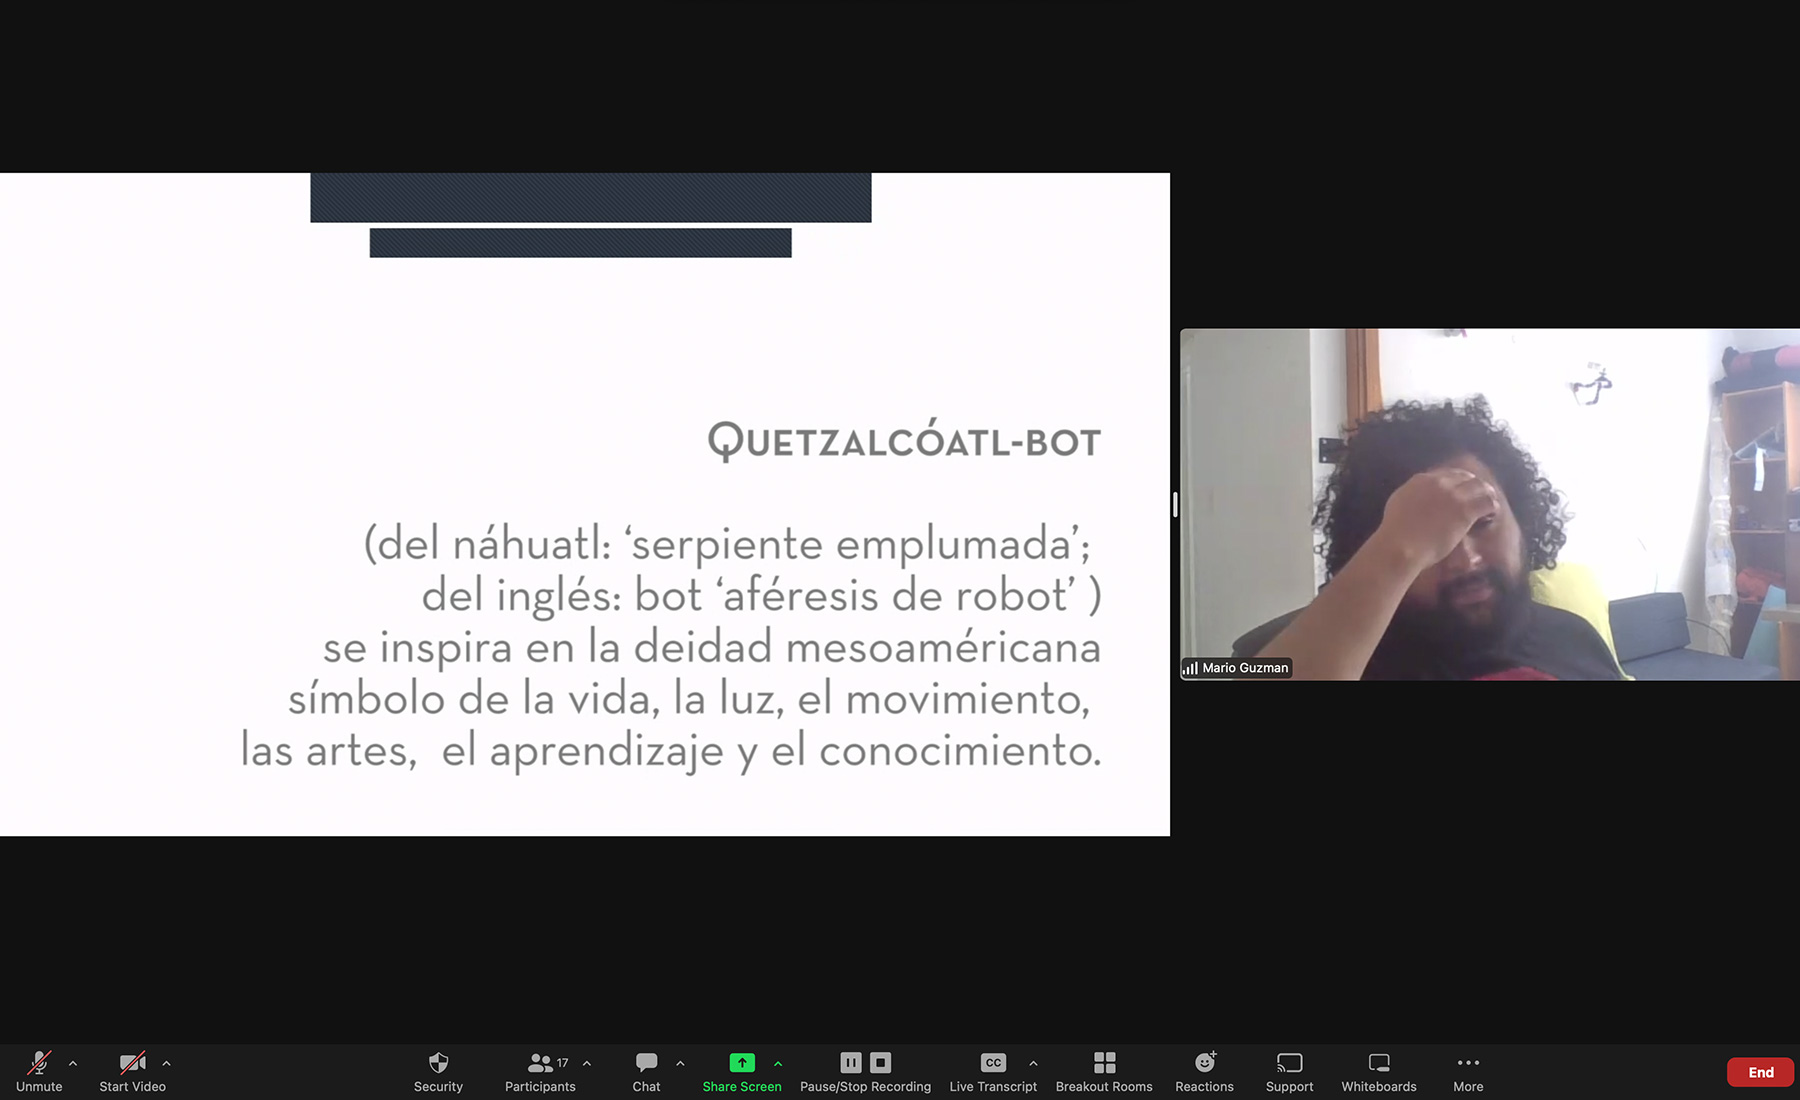 QUETZALCÓATL-BOT
(del náhuatl: ‘serpiente emplumada’;
del inglés: bot ‘aféresis de robot’ )
se inspira en la deidad mesoaméricana
símbolo de la vida, la luz, el movimiento,
las artes, el aprendizaje y el conocimiento.
Mario Guzman
Unmute
Start Video
Security
17
Participants
Chat
Share Screen
Pause/Stop Recording
CC
Live Transcript
Breakout Rooms
Reactions
Support
Whiteboards
More
End